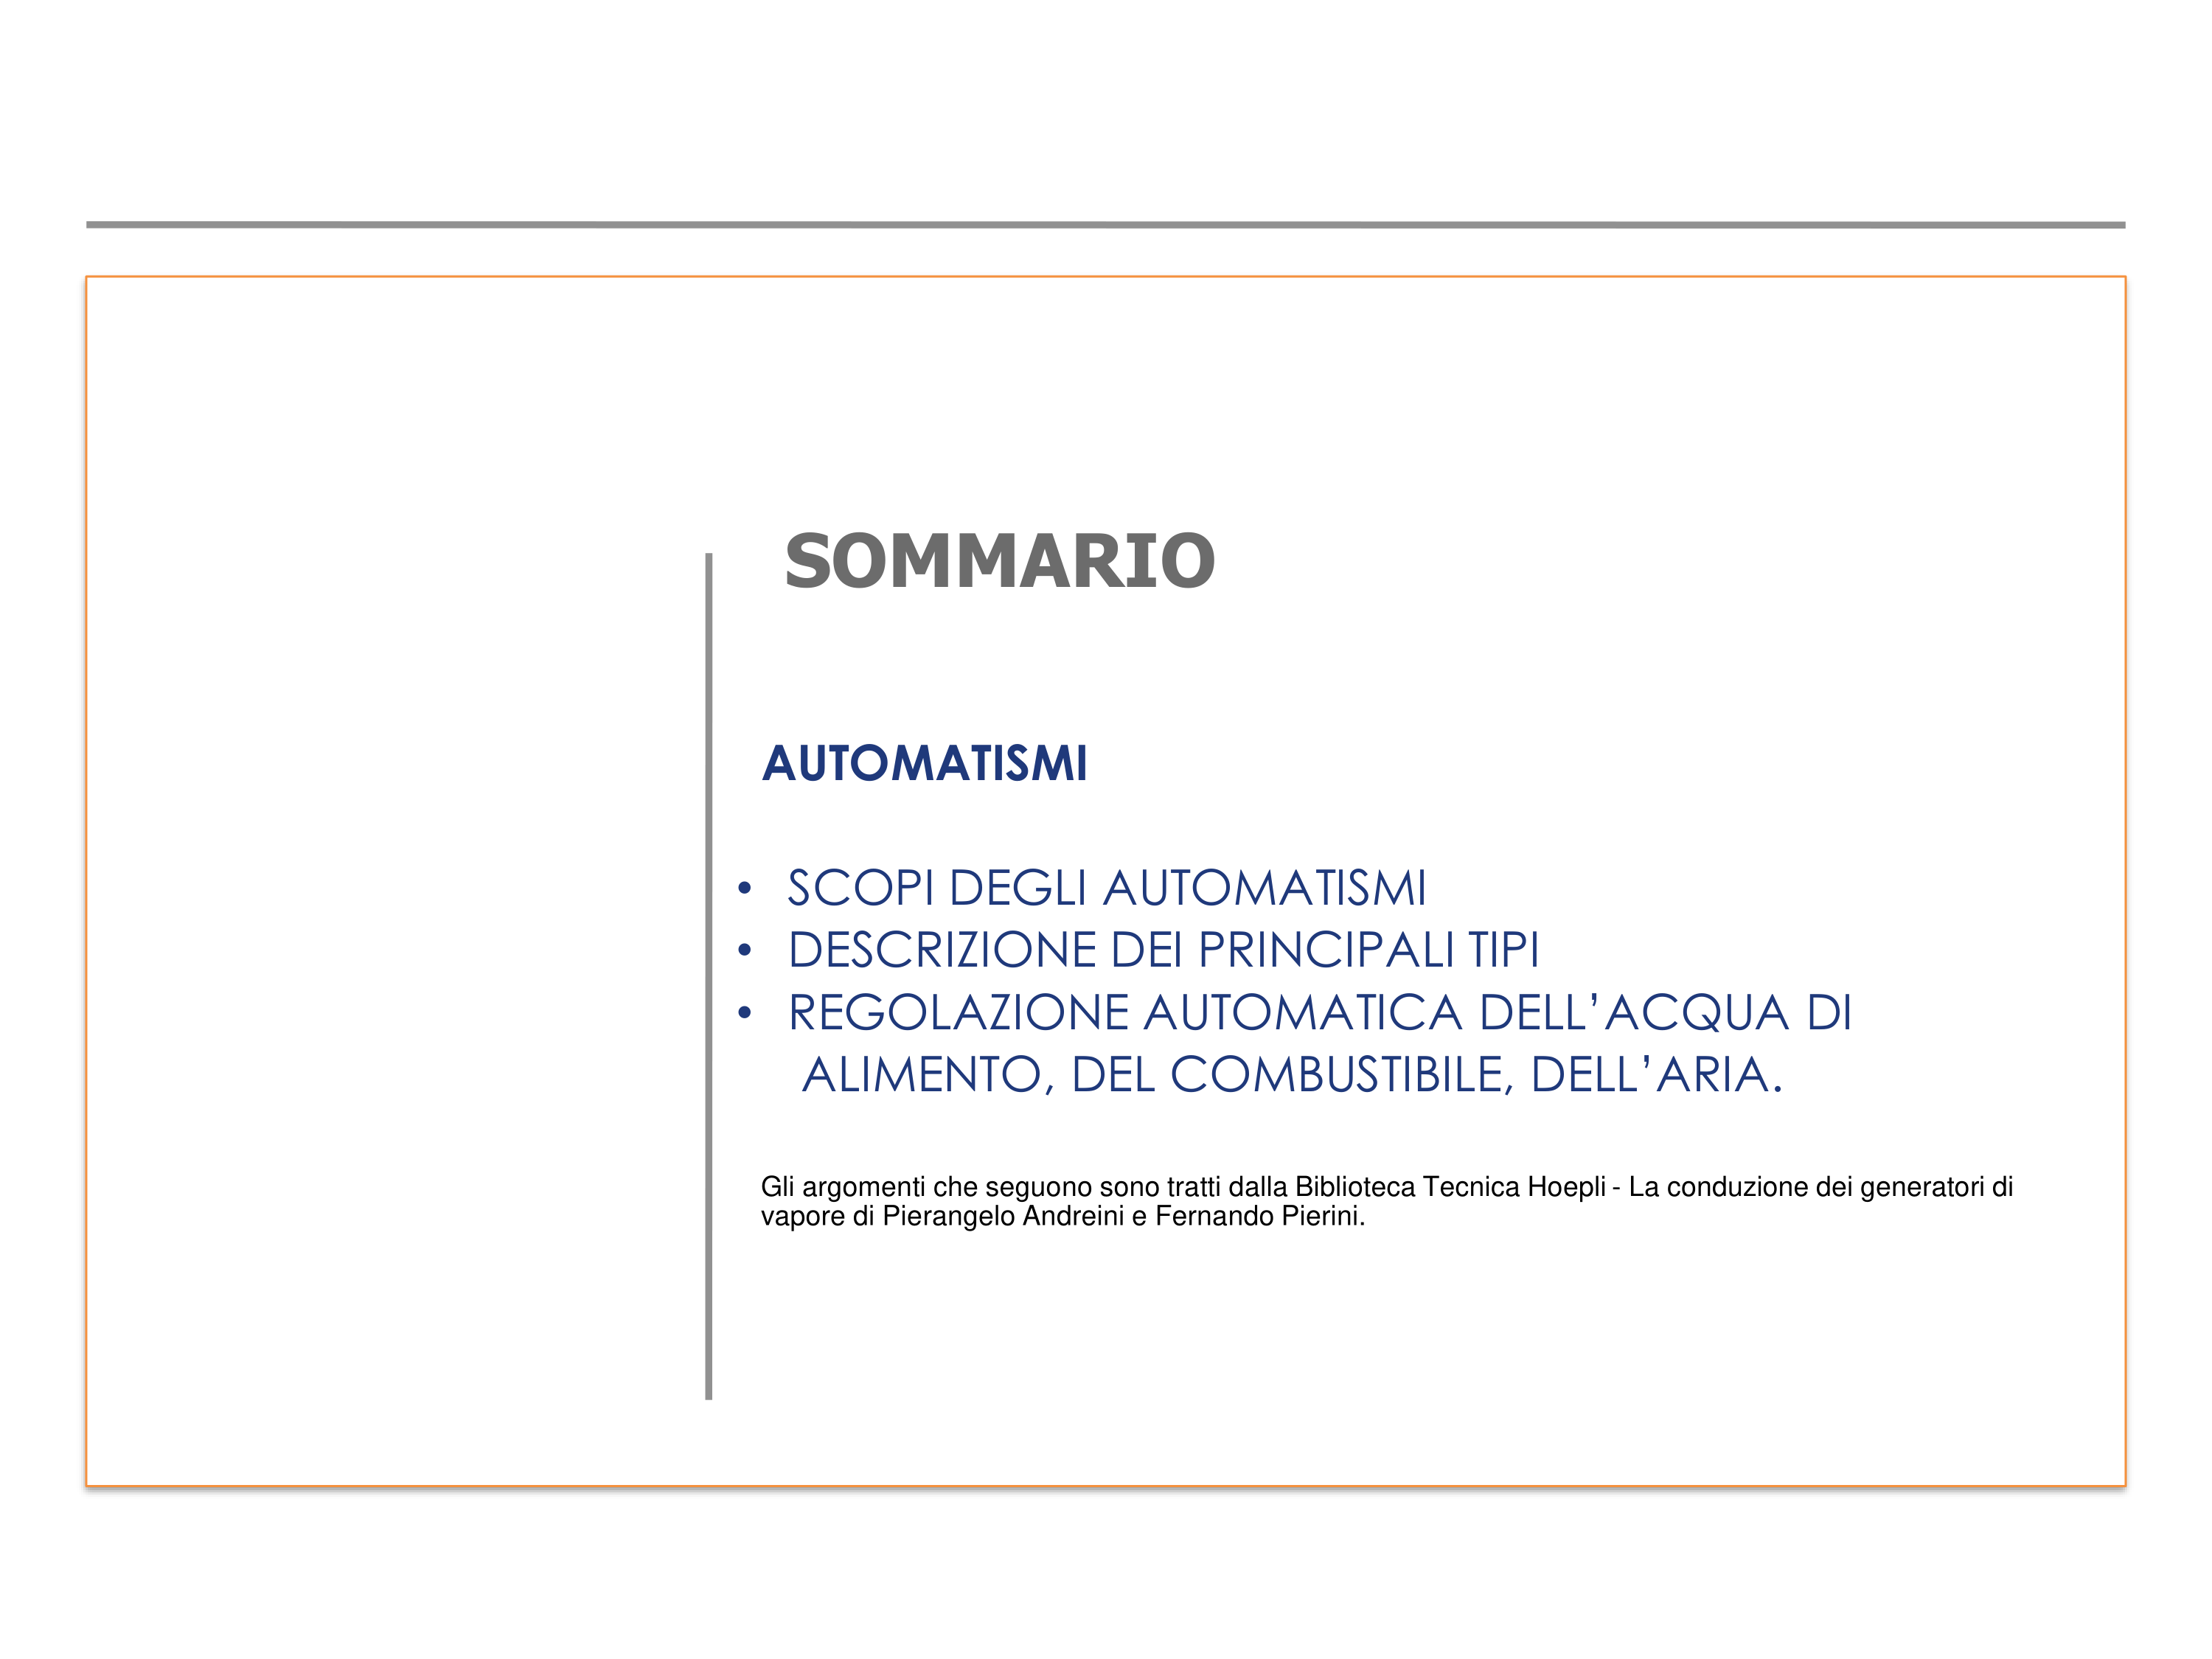 SOMMARIO
AUTOMATISMI
• SCOPI DEGLI AUTOMATISMI
• DESCRIZIONE DEI PRINCIPALI TIPI
• REGOLAZIONE AUTOMATICA DELL’ACQUA DI
ALIMENTO, DEL COMBUSTIBILE, DELL’ARIA.
Gli argomenti che seguono sono tratti dalla Biblioteca Tecnica Hoepli - La conduzione dei generatori di
vapore di Pierangelo Andreini e Fernando Pierini.